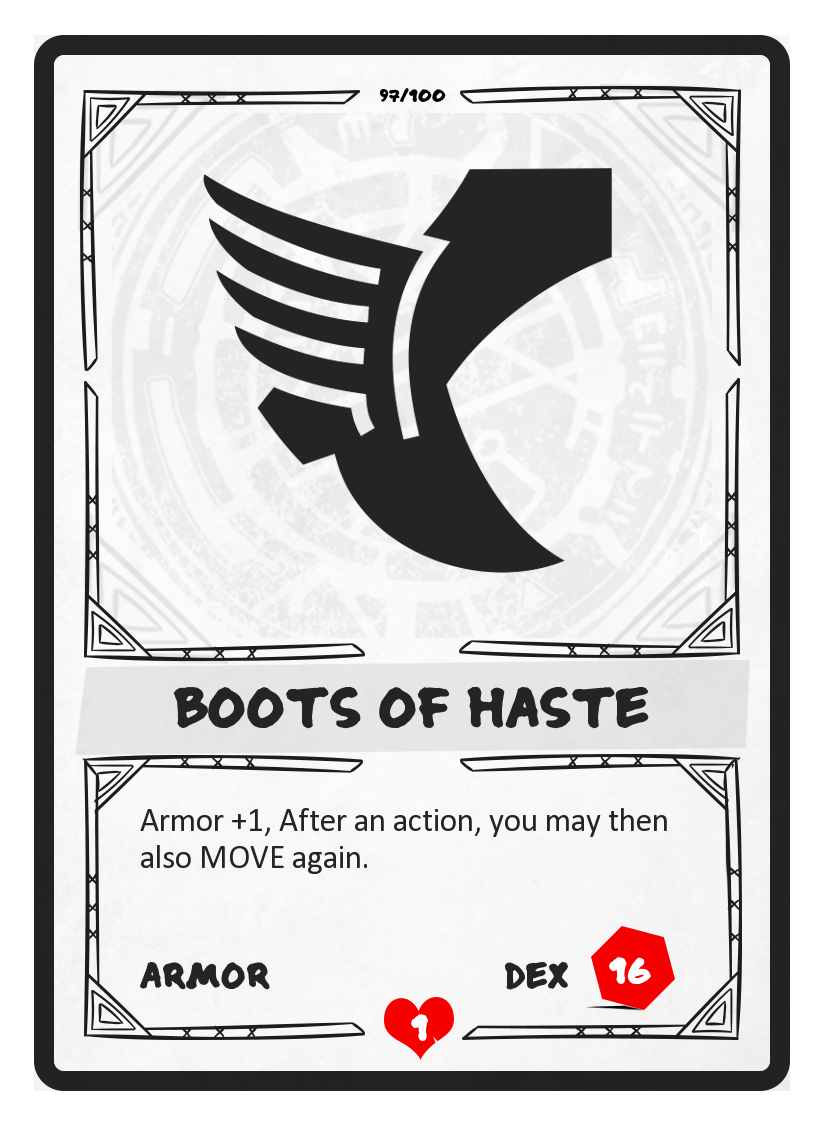 97/100
BOOTS OF HASTE
Armor +1, After an action, you may then
also MOVE again.
ARMOR
DEX 16
1